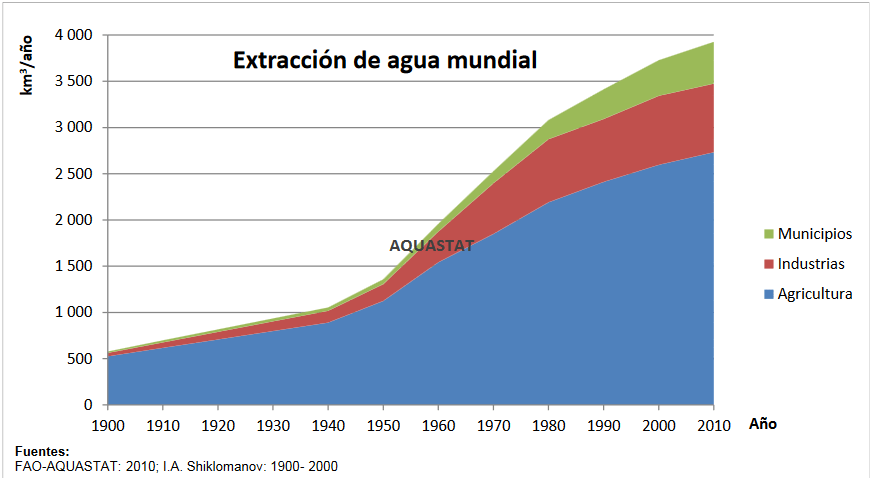 Extracción de agua mundial
km³/año
4 000
3 500
3 000
2 500
2 000
1 500
1 000
500
0
AQUASTAT
Municipios
Industrias
Agricultura
1900 1910 1920 1930 1940 1950 1960 1970 1980 1990 2000 2010
Año
Fuentes:
FAO-AQUASTAT: 2010; I.A. Shiklomanov: 1900- 2000